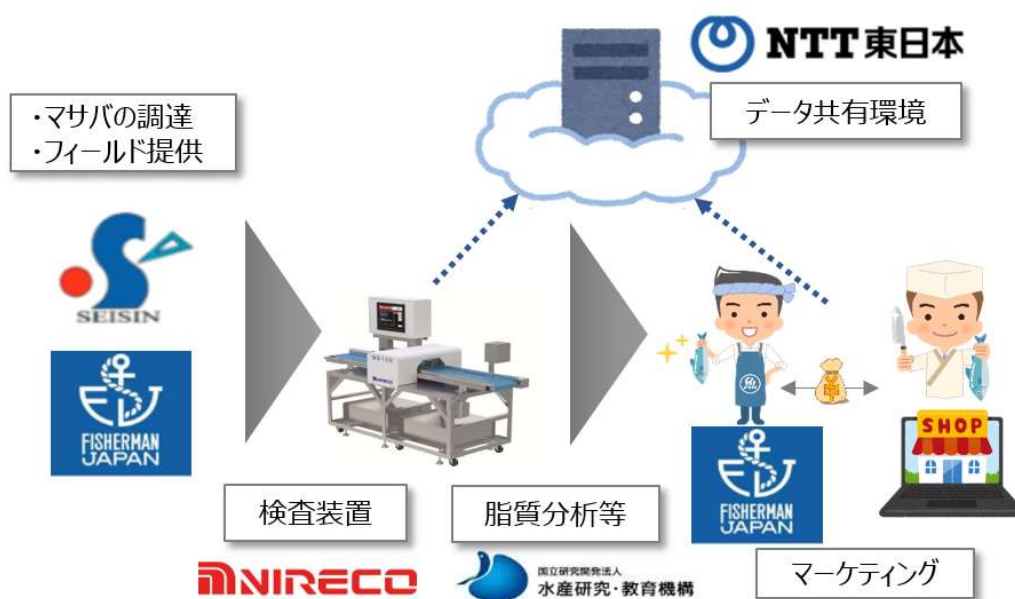 NTT東日本
データ共有環境
・マサバの調達
・フィールド提供
SEISIN
FISHERMAN
JAPAN
NIRECO
魚
SHOP
FISHERMAN
JAPAN
検査装置
脂質分析等
NIRECO
国立研究開発法人
水産研究・教育機構
マーケティング